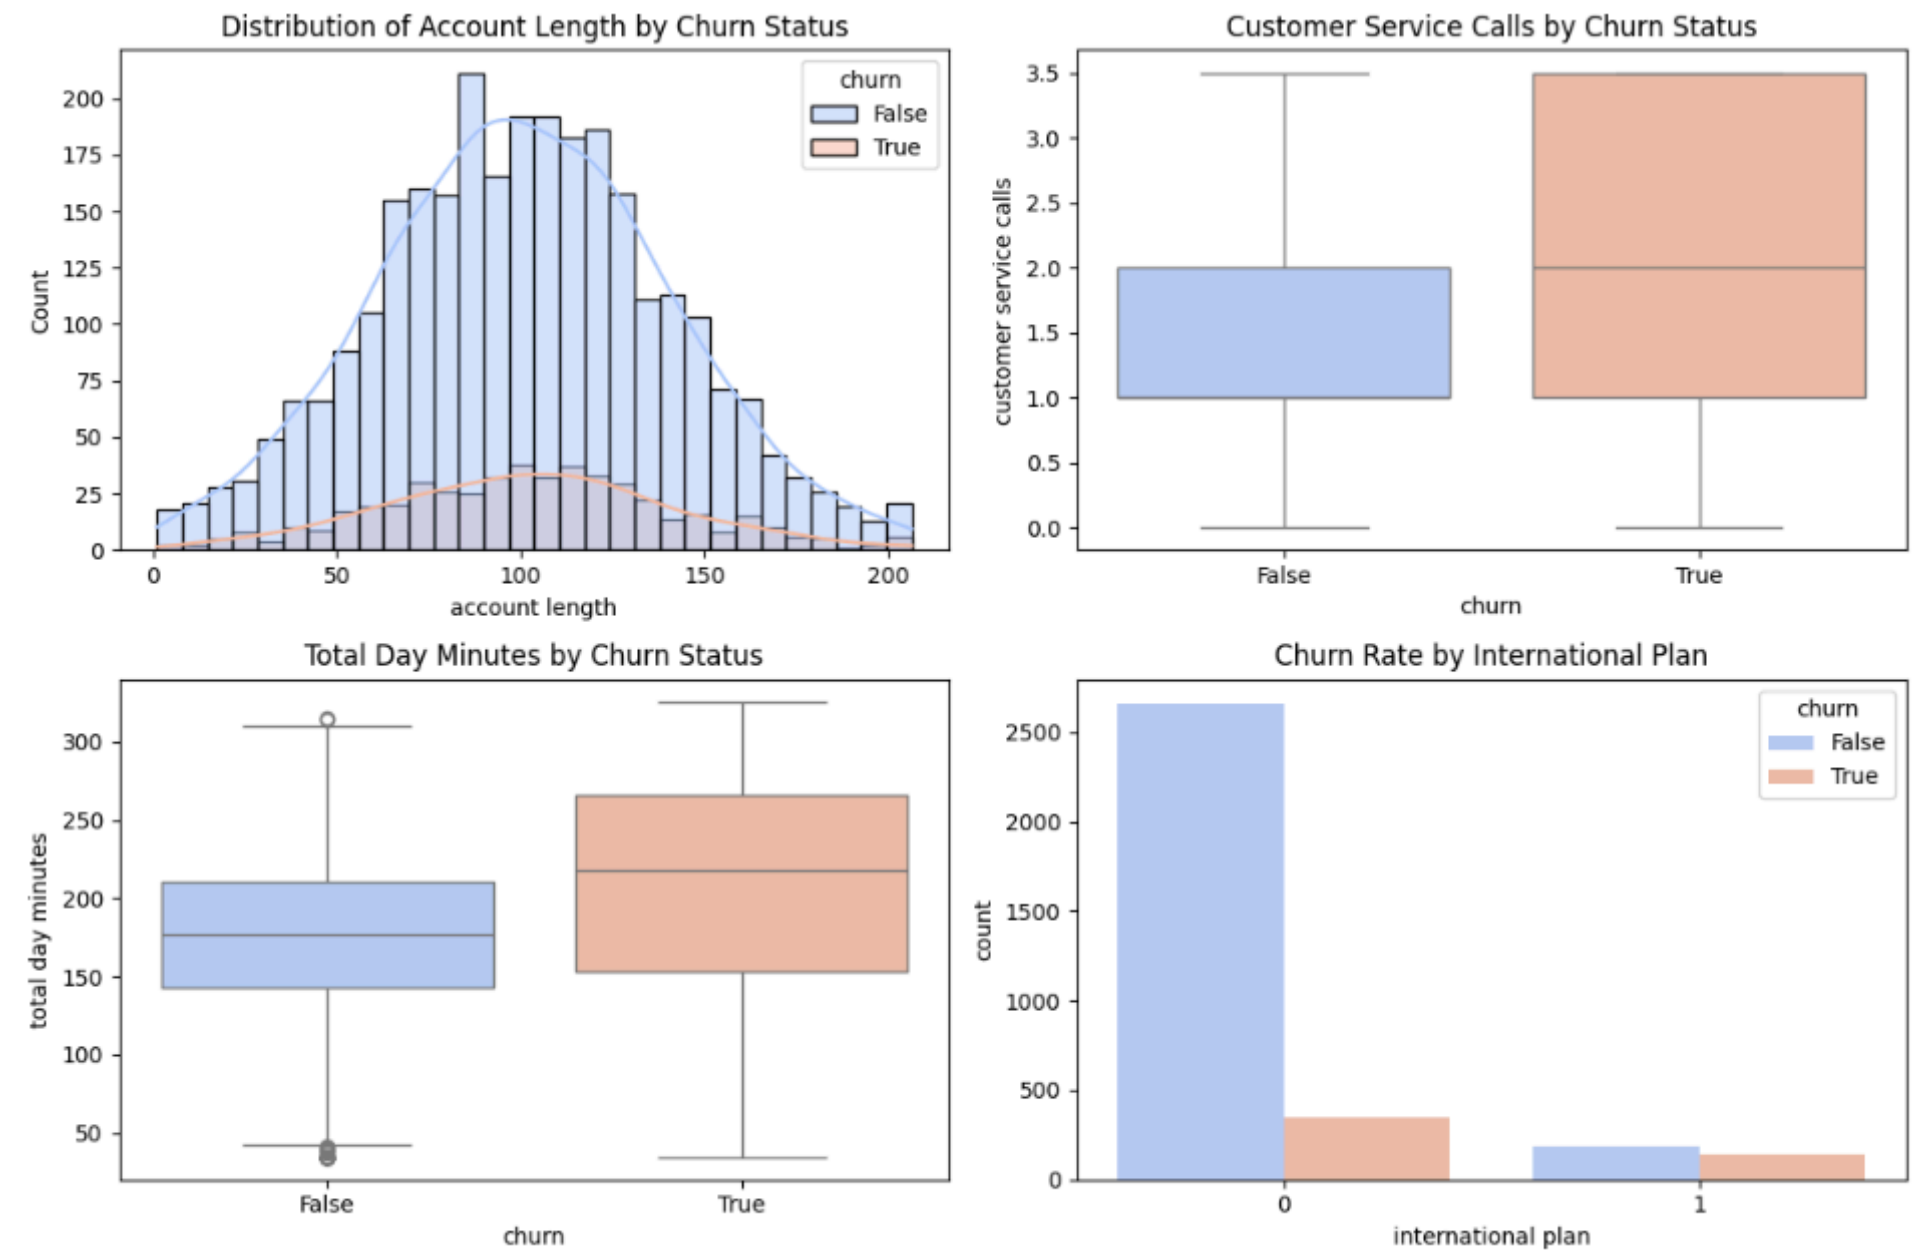 Distribution of Account Length by Churn Status
churn
False
True
200
175
150
125
100
75
50
25
0
Count
0 50 100 150 200
account length
Customer Service Calls by Churn Status
3.5
3.0
2.5
2.0
1.5
1.0
0.5
0.0
customer service calls
False True
churn
Total Day Minutes by Churn Status
300
250
200
150
100
50
total day minutes
False True
churn
Churn Rate by International Plan
churn
False
True
2500
2000
1500
1000
500
0
count
0 1
international plan